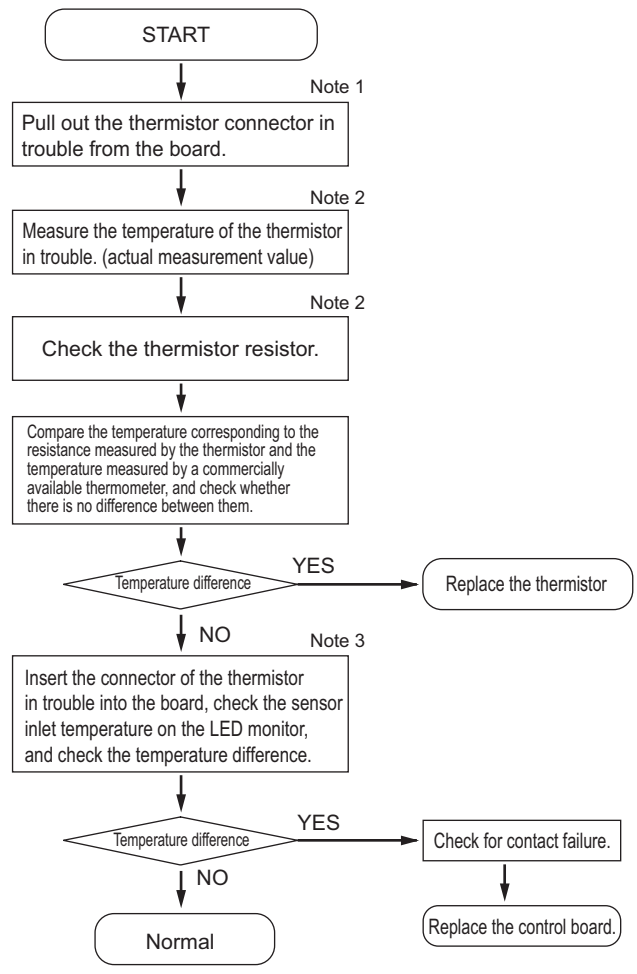 START
Note 1
Pull out the thermistor connector in
trouble from the board.
Note 2
Measure the temperature of the thermistor
in trouble. (actual measurement value)
Note 2
Check the thermistor resistor.
Compare the temperature corresponding to the
resistance measured by the thermistor and the
temperature measured by a commercially
available thermometer, and check whether
there is no difference between them.
Temperature difference
YES
Replace the thermistor
NO
Note 3
Insert the connector of the thermistor
in trouble into the board, check the sensor
inlet temperature on the LED monitor,
and check the temperature difference.
Temperature difference
YES
Check for contact failure.
NO
Replace the control board.
Normal